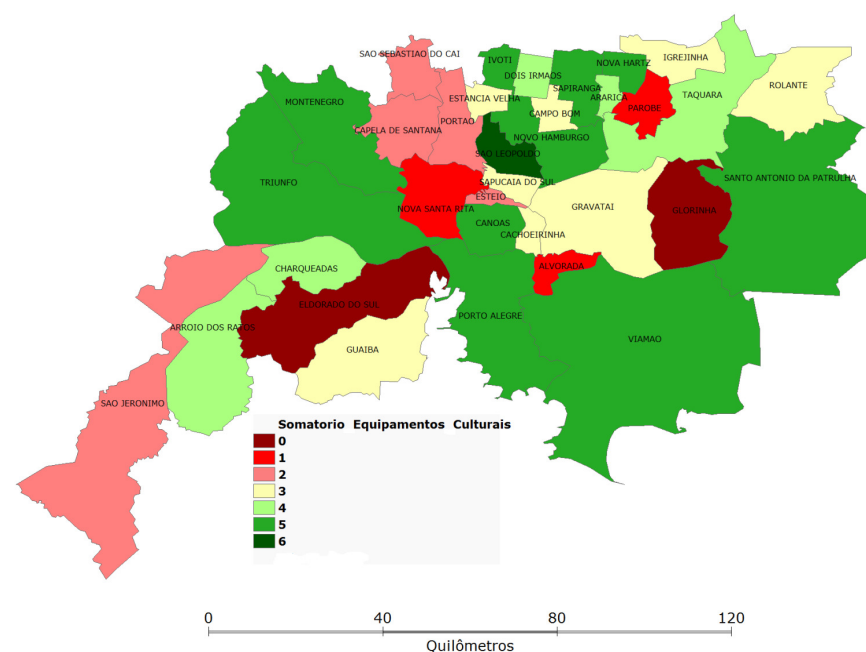 SAO SEBASTIAO DO CAI
IVOTI
NOVA HARTZ
IGREJINHA
DOIS IRMAOS
SAPIRANGA
ROLANTE
MONTENEGRO
ESTANCIA VELHA
ARARICA
TAQUARA
PAROBE
CAMPO BOM
PORTAO
CAPELA DE SANTANA
NOVO HAMBURGO
SAO LEOPOLDO
SANTO ANTONIO DA PATRULHA
TRIUNFO
SAPUCAIA DO SUL
ESTEIO
NOVA SANTA RITA
GRAVATAI
GLORINHA
CANOAS
CACHOEIRINHA
CHARQUEADAS
ALVORADA
ELDORADO DO SUL
PORTO ALEGRE
ARROIO DOS RATOS
VIAMAO
GUAIBA
SAO JERONIMO
Somatorio Equipamentos Culturais
0
1
2
3
4
5
6
0 40 80 120
Quilômetros